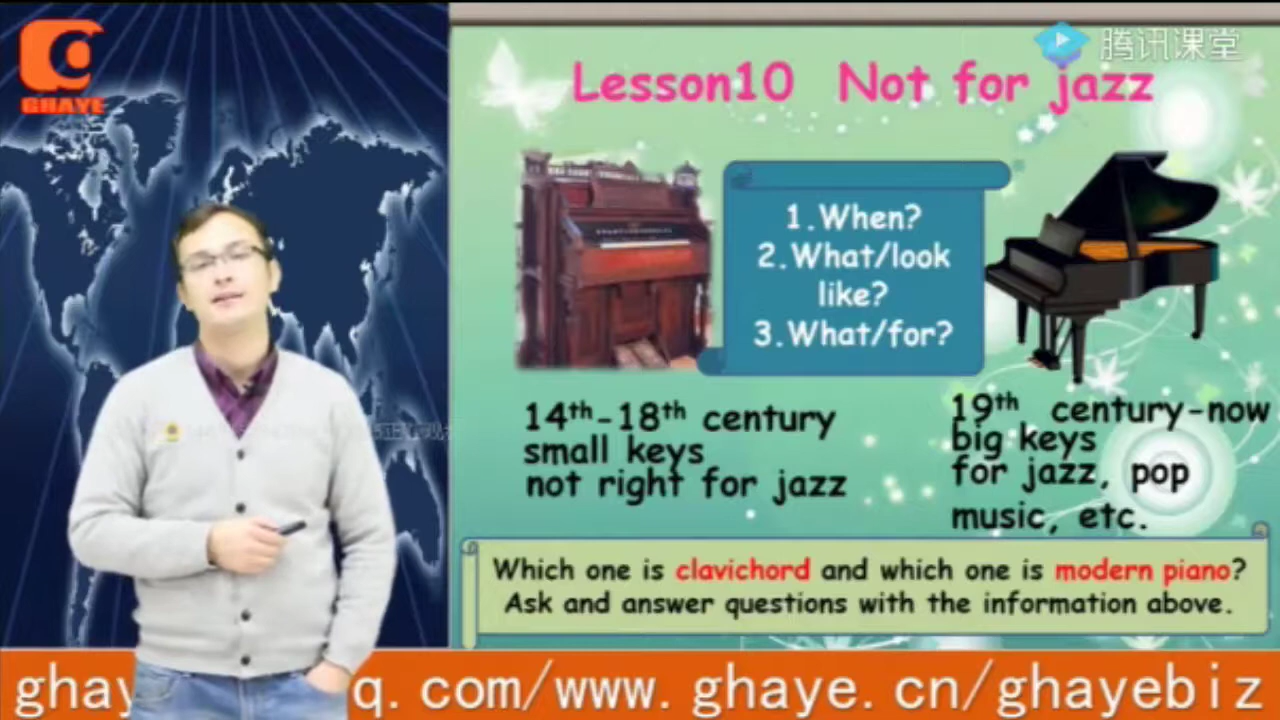 GHAYE
腾讯课堂
Lesson10 Not for jazz
1.When?
2.What/look
like?
3.What/for?
14th-18th century
small keys
not right for jazz
19th century-now
big keys
for jazz, pop
music, etc.
Which one is clavichord and which one is modern piano?
Ask and answer questions with the information above.
ghay
q. com/www. ghaye. cn/ghayebiz